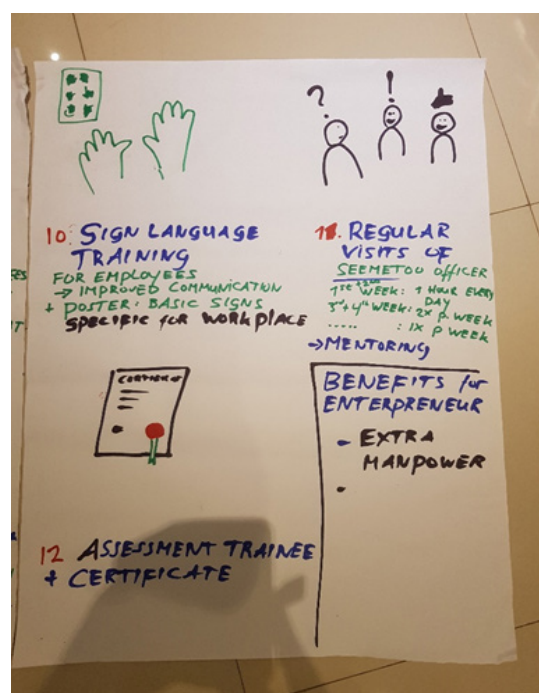 ?
!
10. SIGN LANGUAGE
TRAINING
FOR EMPLOYEES
→ IMPROVED COMMUNICATION
+ POSTER: BASIC SIGNS
SPECIFIC for WORKPLACE
11. REGULAR
VISITS OF
SEEMETOU OFFICER
1ST + 2ND WEEK: 1 HOUR EVERY
DAY
3rd + 4th WEEK: 2X P. WEEK
..... : 1X P WEEK
→ MENTORING
BENEFITS for
ENTERPRENEUR
- EXTRA
MANPOWER
12 ASSESSMENT TRAINEE
+ CERTIFICATE